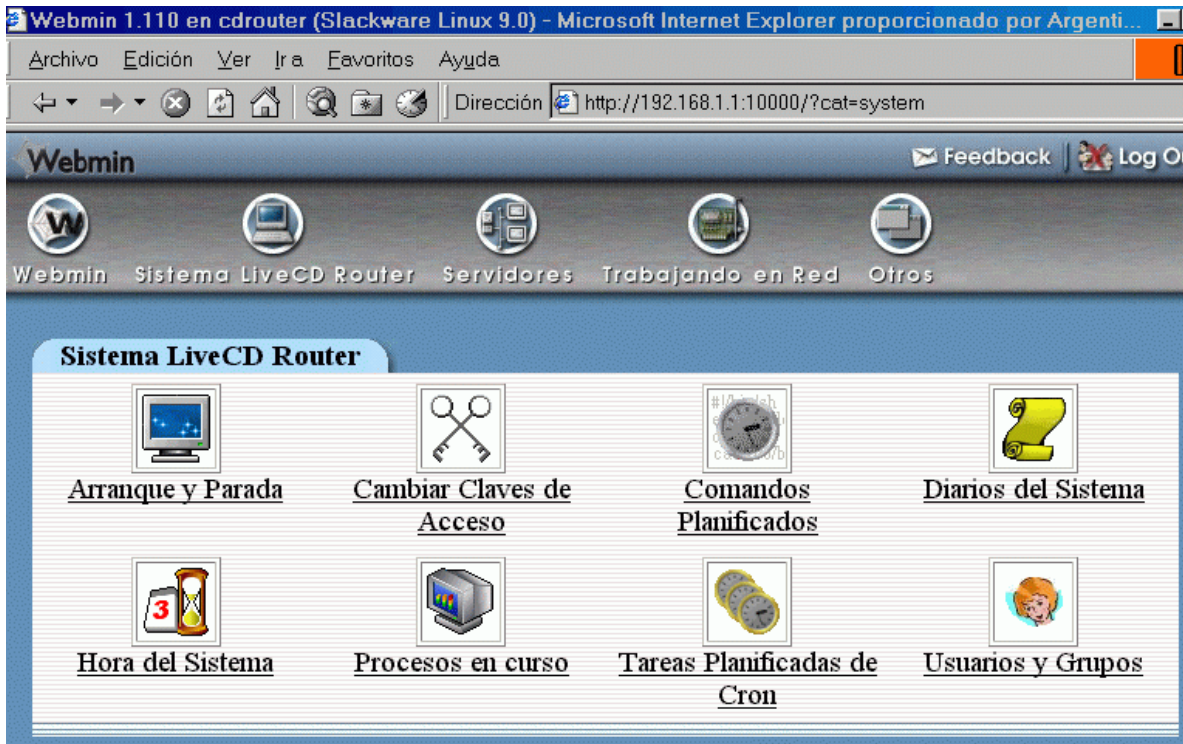 Webmin 1.110 en cdrouter (Slackware Linux 9.0) - Microsoft Internet Explorer proporcionado por Argenti...
Archivo Edición Ver Ir a Favoritos Ayuda
Dirección http://192.168.1.1:10000/?cat=system
Webmin Feedback Log O
Webmin Sistema LiveCD Router Servidores Trabajando en Red Otros
Sistema LiveCD Router
Arranque y Parada
Cambiar Claves de
Acceso
Comandos
Planificados
Diarios del Sistema
3
Hora del Sistema
Procesos en curso
Tareas Planificadas de
Cron
Usuarios y Grupos